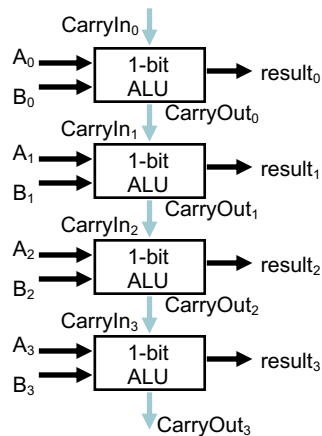 CarryIn₀
A₀
B₀
1-bit
ALU
result₀
CarryOut₀
CarryIn₁
A₁
B₁
1-bit
ALU
result₁
CarryOut₁
CarryIn₂
A₂
B₂
1-bit
ALU
result₂
CarryOut₂
CarryIn₃
A₃
B₃
1-bit
ALU
result₃
CarryOut₃